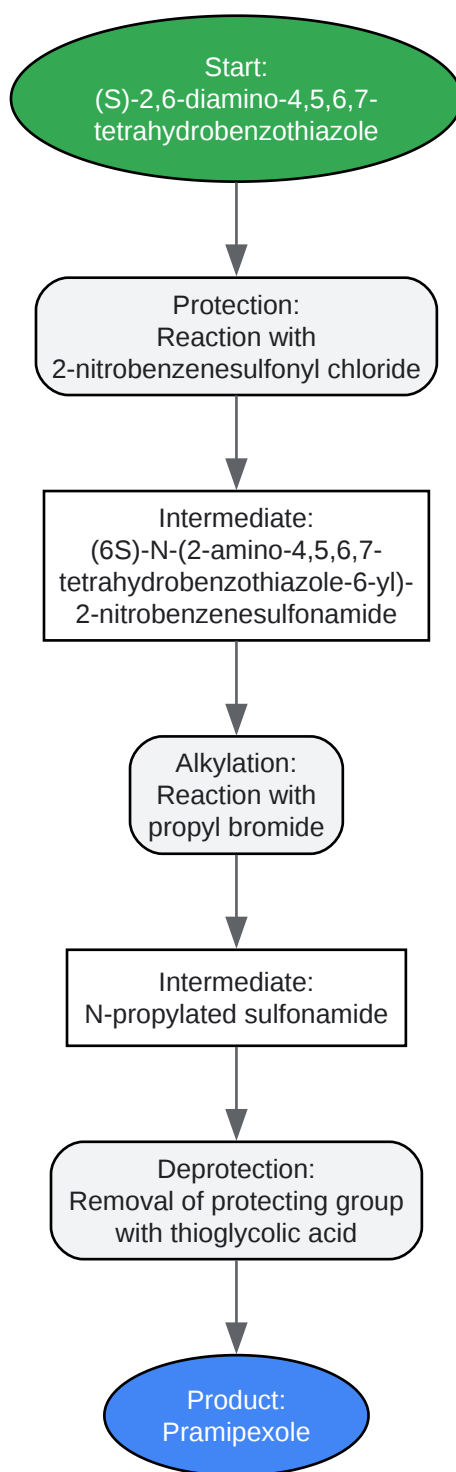 Start:
(S)-2,6-diamino-4,5,6,7-
tetrahydrobenzothiazole
Protection:
Reaction with
2-nitrobenzenesulfonyl chloride
Intermediate:
(6S)-N-(2-amino-4,5,6,7-
tetrahydrobenzothiazole-6-yl)-
2-nitrobenzenesulfonamide
Alkylation:
Reaction with
propyl bromide
Intermediate:
N-propylated sulfonamide
Deprotection:
Removal of protecting group
with thioglycolic acid
Product:
Pramipexole